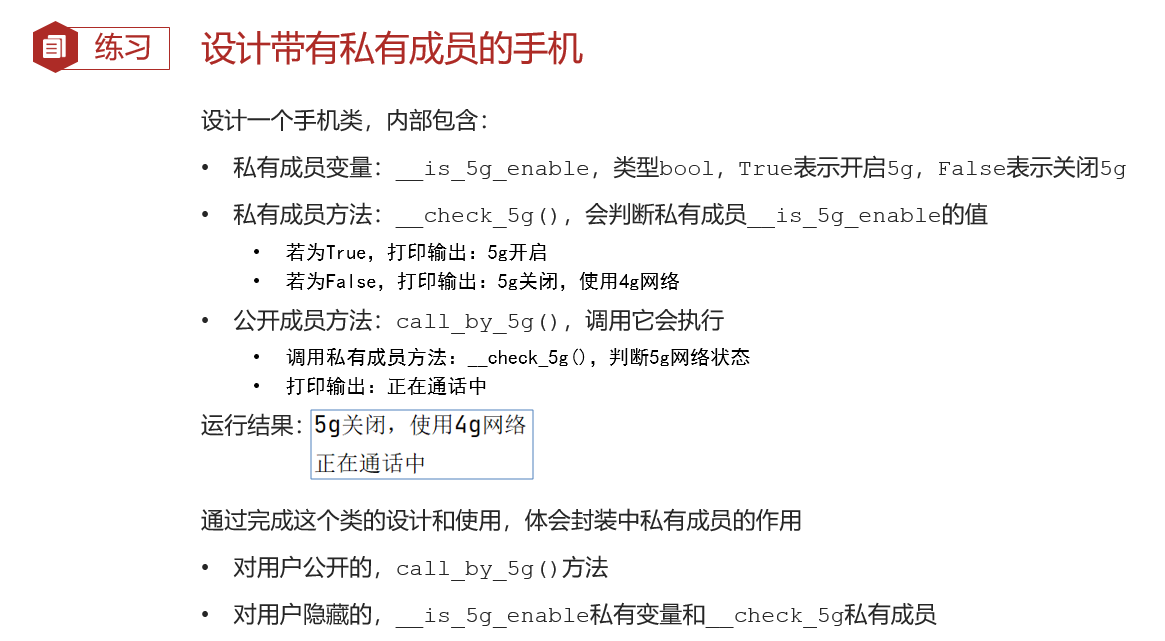 练习
设计带有私有成员的手机
设计一个手机类，内部包含：
• 私有成员变量：__is_5g_enable，类型bool，True表示开启5g，False表示关闭5g
• 私有成员方法：__check_5g()，会判断私有成员__is_5g_enable的值
• 若为True，打印输出：5g开启
• 若为False，打印输出：5g关闭，使用4g网络
• 公开成员方法：call_by_5g()，调用它会执行
• 调用私有成员方法：__check_5g()，判断5g网络状态
• 打印输出：正在通话中
运行结果：
5g关闭，使用4g网络
正在通话中
通过完成这个类的设计和使用，体会封装中私有成员的作用
• 对用户公开的，call_by_5g()方法
• 对用户隐藏的，__is_5g_enable私有变量和__check_5g私有成员